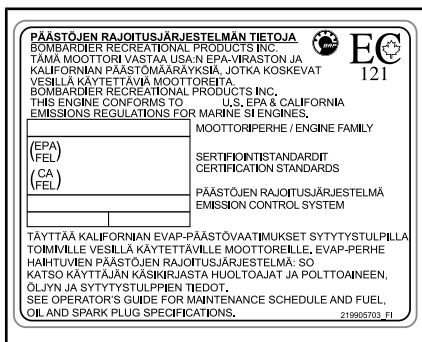 PÄÄSTÖJEN RAJOITUSJÄRJESTELMÄN TIETOJA
BOMBARDIER RECREATIONAL PRODUCTS INC.
TÄMÄ MOOTTORI VASTAA USA:N EPA-VIRASTON JA
KALIFORNIAN PÄÄSTÖMÄÄRÄYKSIÄ, JOTKA KOSKEVAT
VESILLÄ KÄYTETTÄVIÄ MOOTTOREITA.
BRP
EC
121
BOMBARDIER RECREATIONAL PRODUCTS INC.
THIS ENGINE CONFORMS TO U.S. EPA & CALIFORNIA
EMISSIONS REGULATIONS FOR MARINE SI ENGINES.
MOOTTORIPERHE / ENGINE FAMILY
(EPA FEL)
SERTIFIOINTISTANDARDIT
CERTIFICATION STANDARDS
(CA FEL)
PÄÄSTÖJEN RAJOITUSJÄRJESTELMÄ
EMISSION CONTROL SYSTEM
TÄYTTÄÄ KALIFORNIAN EVAP-PÄÄSTÖVAATIMUKSET SYTYTYSTULPILLA
TOIMIVILLE VESILLÄ KÄYTETTÄVILLE MOOTTOREILLE. EVAP-PERHE
HAIHTUVIEN PÄÄSTÖJEN RAJOITUSJÄRJESTELMÄ: SO
KATSO KÄYTTÄJÄN KÄSIKIRJASTA HUOLTOAJAT JA POLTTOAINEEN,
ÖLJYN JA SYTYTYSTULPPIEN TIEDOT.
SEE OPERATOR'S GUIDE FOR MAINTENANCE SCHEDULE AND FUEL,
OIL AND SPARK PLUG SPECIFICATIONS.
219905703_FI